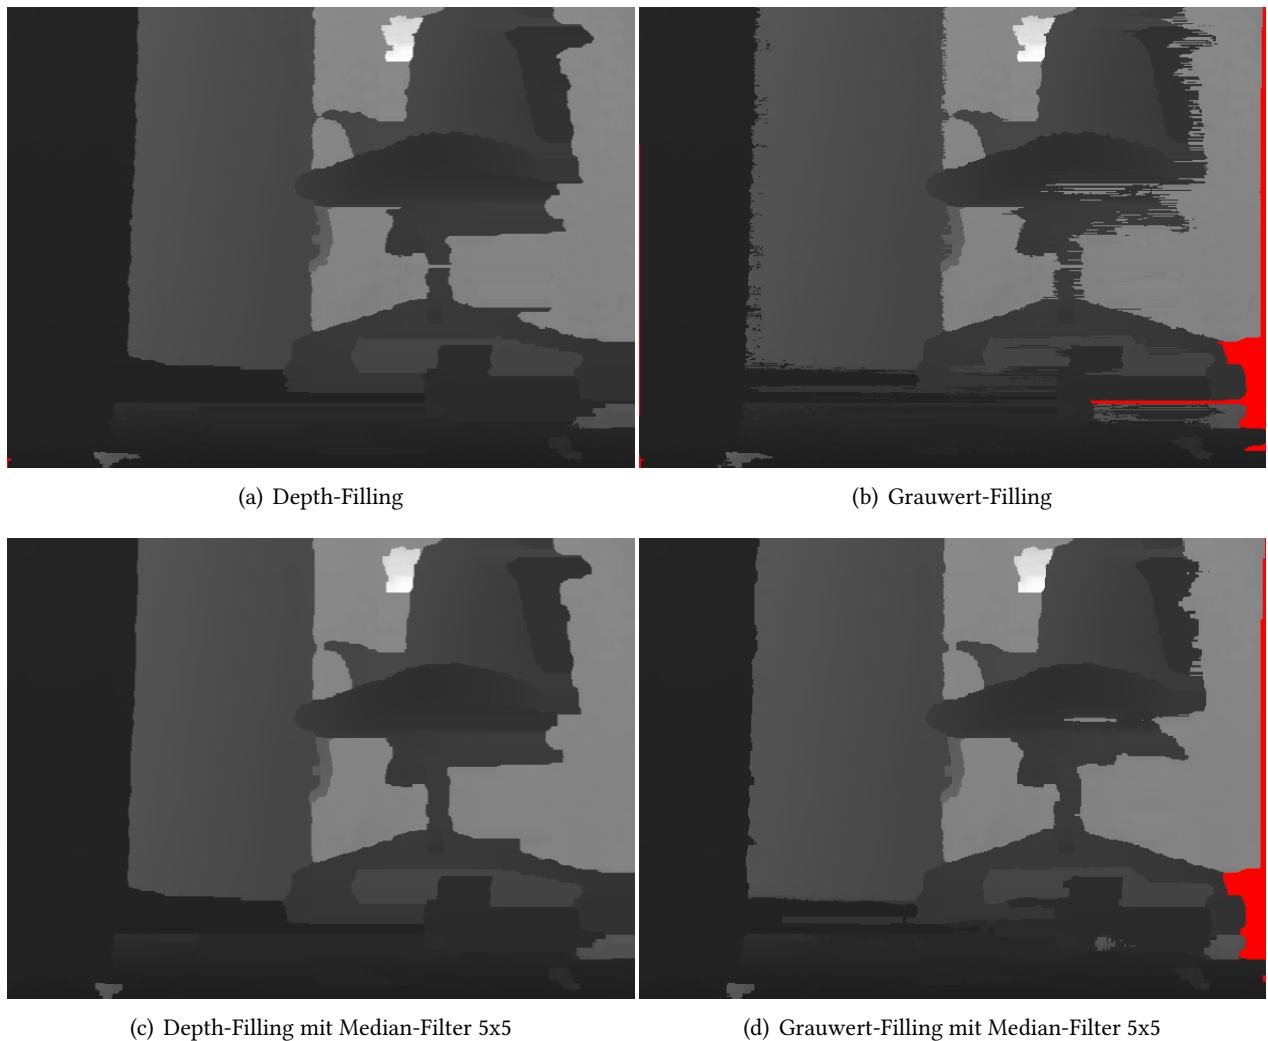 (a) Depth-Filling
(b) Grauwert-Filling
(c) Depth-Filling mit Median-Filter 5x5
(d) Grauwert-Filling mit Median-Filter 5x5